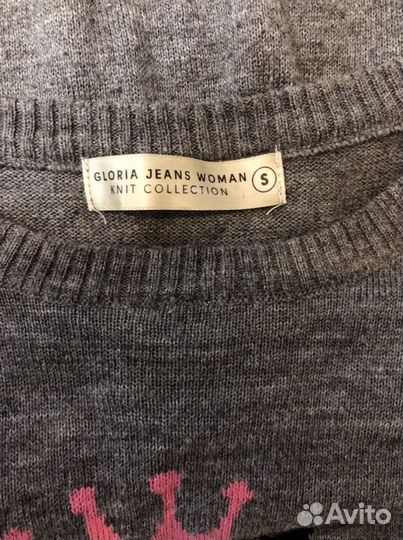 GLORIA JEANS WOMAN S
KNIT COLLECTION
Avito